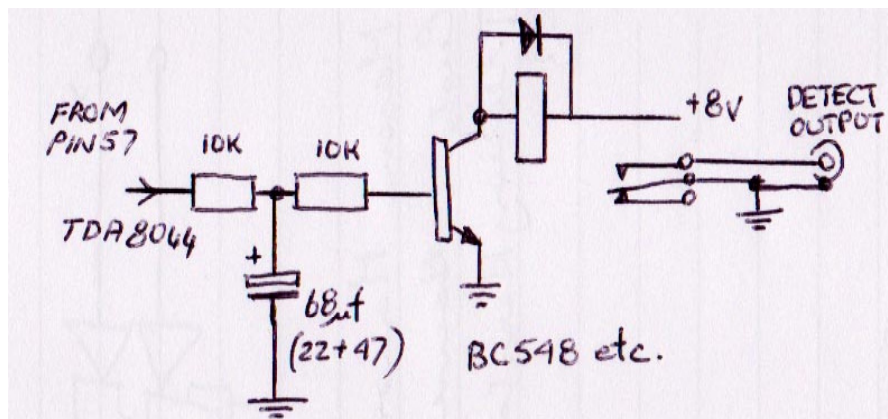 FROM
PIN57
10K
10K
+8V
DETECT
OUTPUT
TDA8044
+
68µf
(22+47)
BC548 etc.